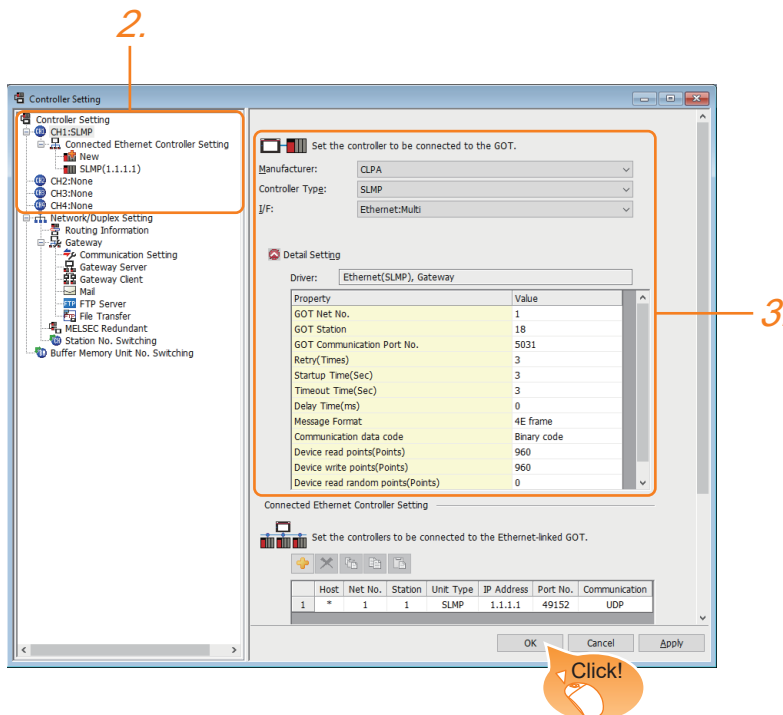 2.
Controller Setting
Controller Setting
CH1:SLMP
Connected Ethernet Controller Setting
New
SLMP(1.1.1.1)
CH2:None
CH3:None
CH4:None
Network/Duplex Setting
Routing Information
Gateway
Communication Setting
Gateway Server
Gateway Client
Mail
FTP Server
File Transfer
MELSEC Redundant
Station No. Switching
Buffer Memory Unit No. Switching
Set the controller to be connected to the GOT.
Manufacturer: CLPA
Controller Type: SLMP
I/F: Ethernet:Multi
Detail Setting
Driver: Ethernet(SLMP), Gateway
Property Value
GOT Net No. 1
GOT Station 18
GOT Communication Port No. 5031
Retry(Times) 3
Startup Time(Sec) 3
Timeout Time(Sec) 3
Delay Time(ms) 0
Message Format 4E frame
Communication data code Binary code
Device read points(Points) 960
Device write points(Points) 960
Device read random points(Points) 0
3
Connected Ethernet Controller Setting
Set the controllers to be connected to the Ethernet-linked GOT.
Host Net No. Station Unit Type IP Address Port No. Communication
1 * 1 1 SLMP 1.1.1.1 49152 UDP
OK Cancel Apply
Click!